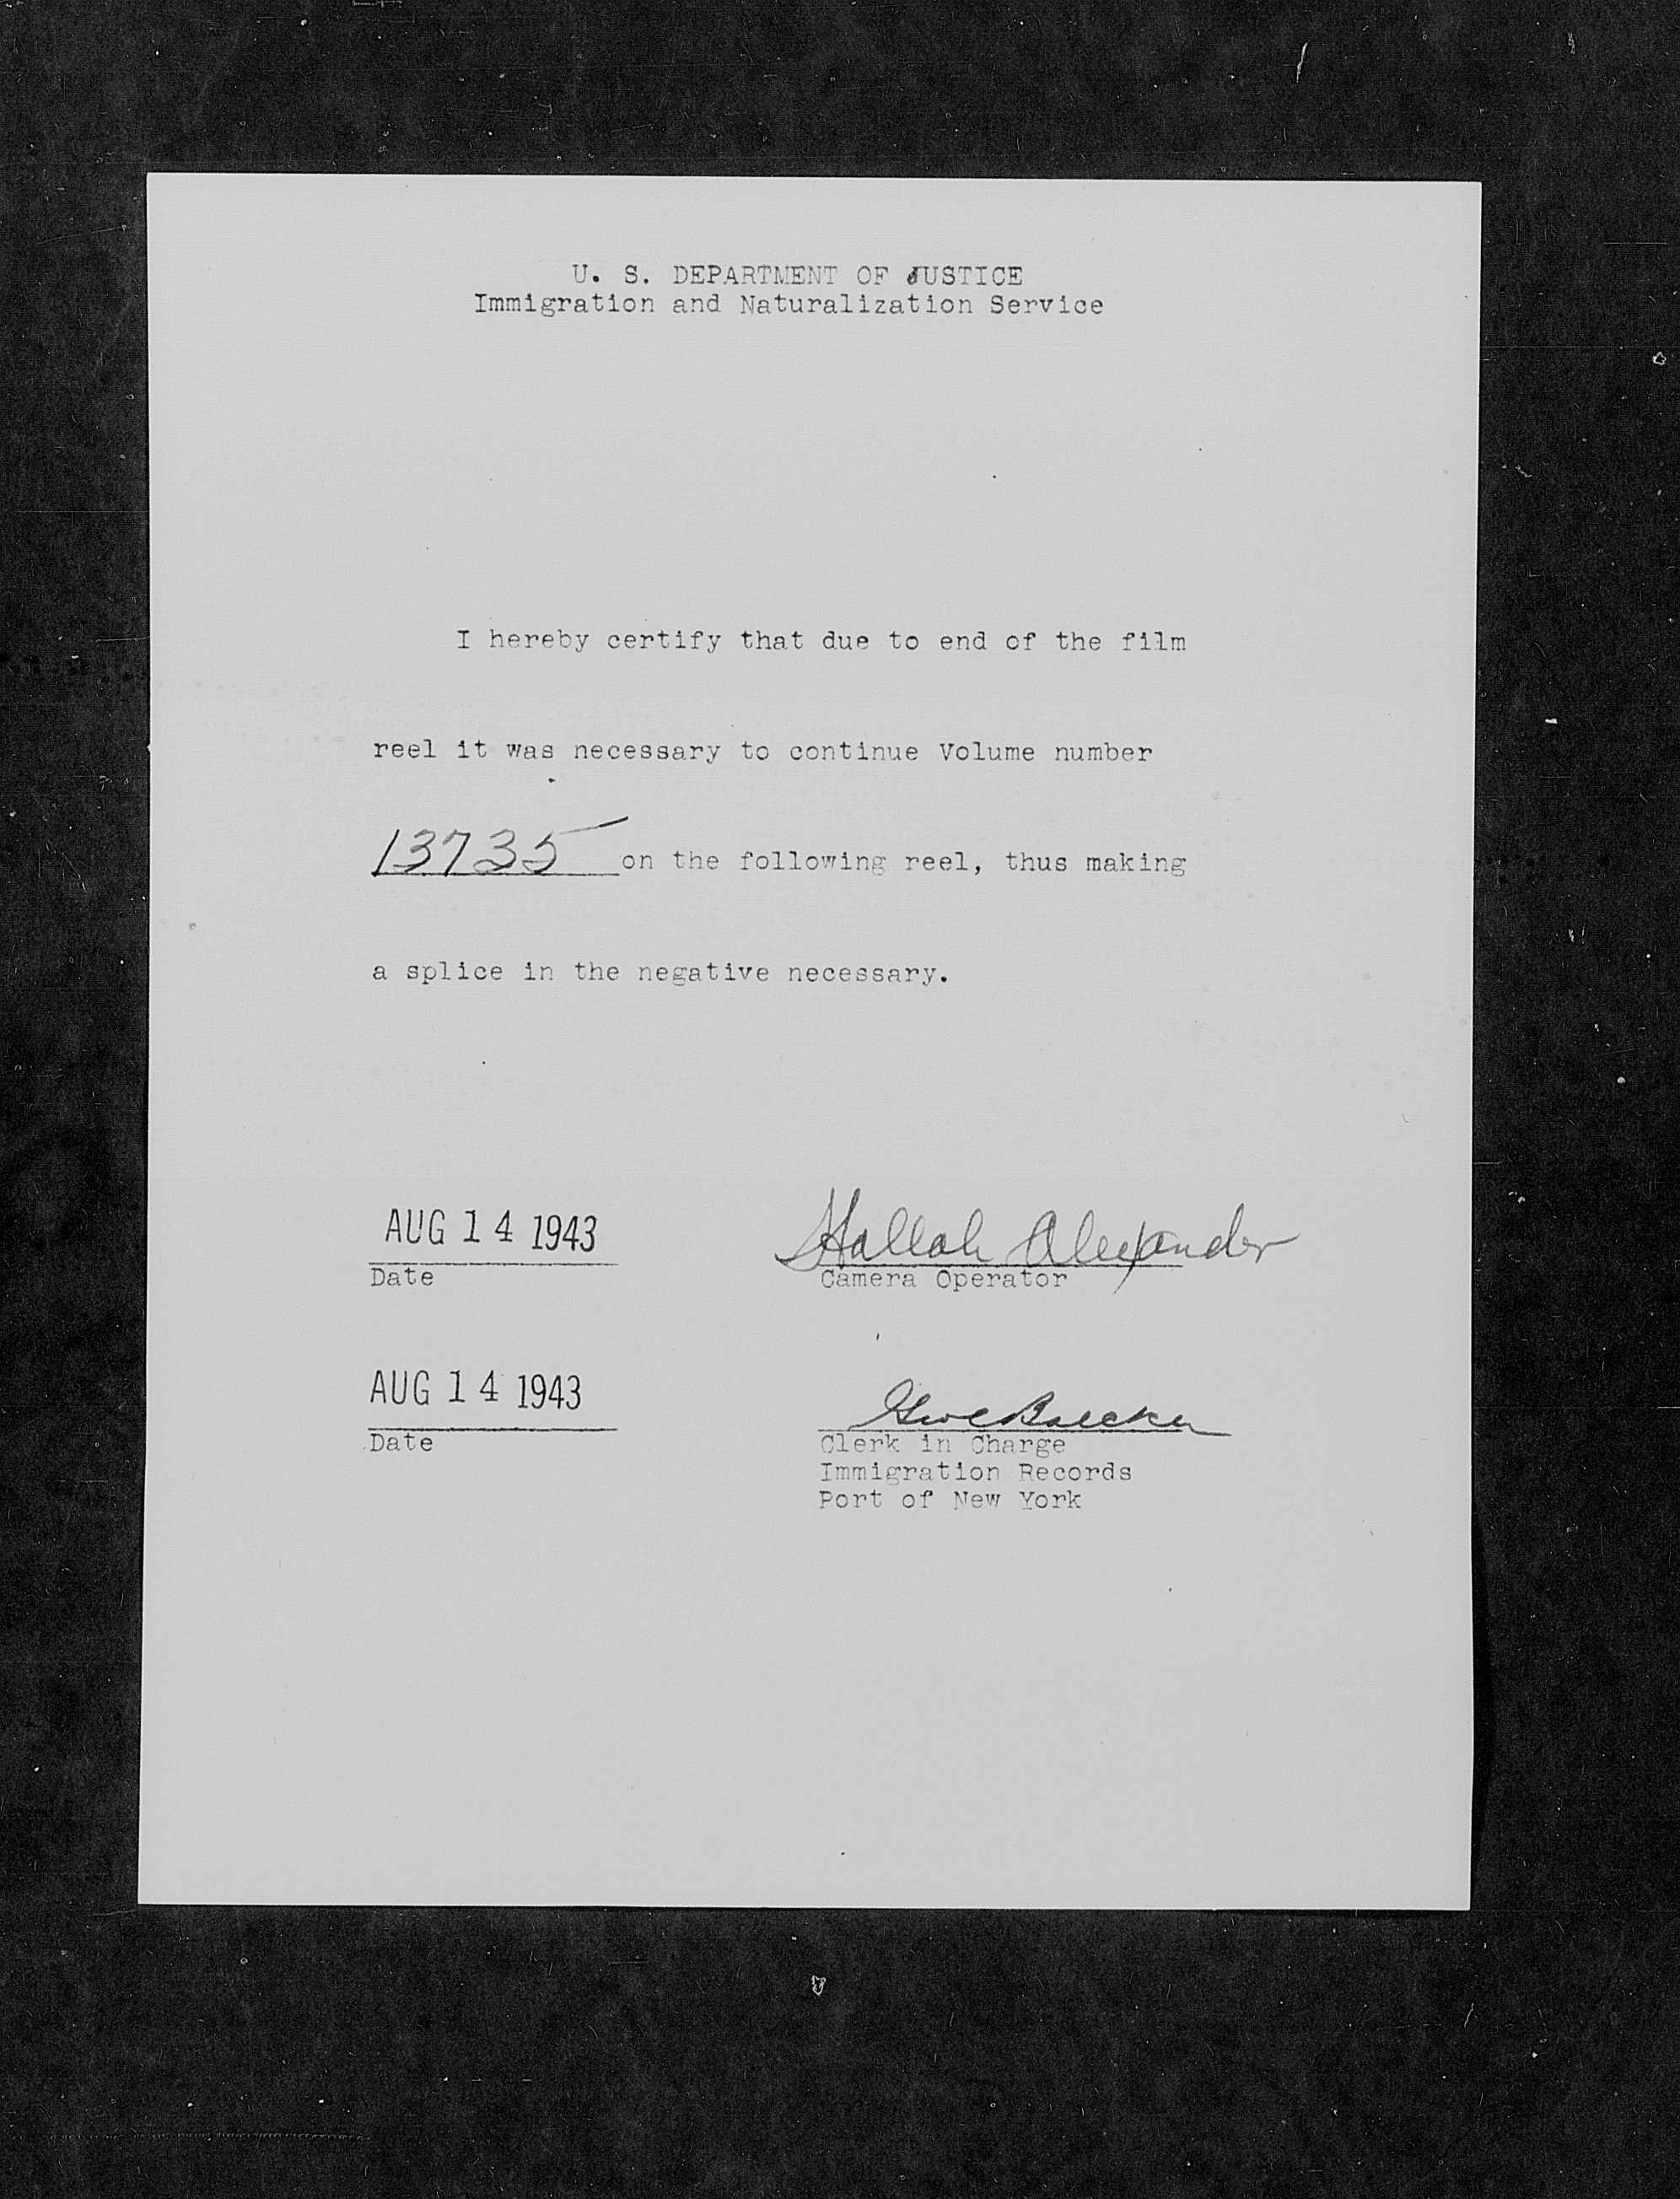 U. S. DEPARTMENT OF JUSTICE
Immigration and Naturalization Service
I hereby certify that due to end of the film
reel it was necessary to continue Volume number
13735 on the following reel, thus making
a splice in the negative necessary.
AUG 14 1943
Hallah Alexander
Date
Camera Operator
AUG 14 1943
Date
Clerk in Charge
Immigration Records
Port of New York